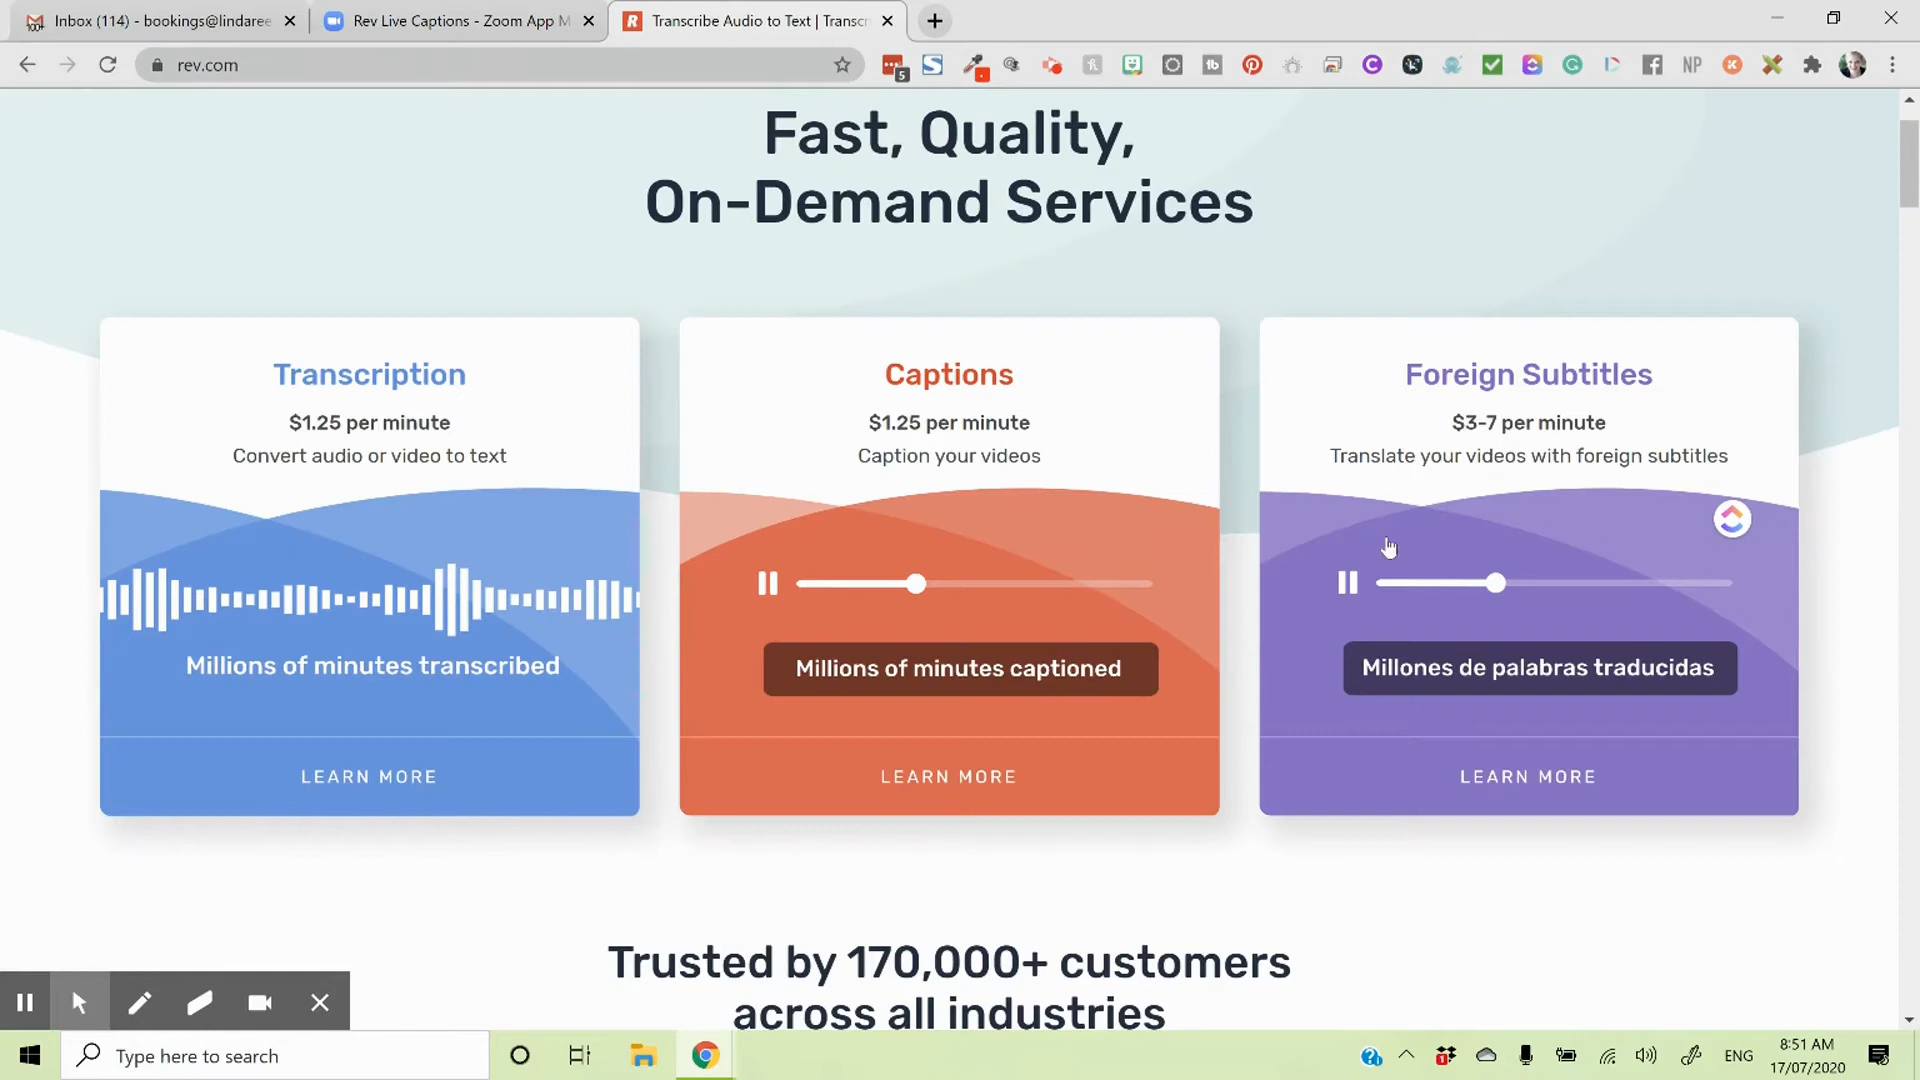 Inbox (114) - bookings@lindaree
Rev Live Captions - Zoom App M
Transcribe Audio to Text | Transcr
rev.com
Fast, Quality,
On-Demand Services
Transcription
$1.25 per minute
Convert audio or video to text
Millions of minutes transcribed
LEARN MORE
Captions
$1.25 per minute
Caption your videos
Millions of minutes captioned
LEARN MORE
Foreign Subtitles
$3-7 per minute
Translate your videos with foreign subtitles
Millones de palabras traducidas
LEARN MORE
Trusted by 170,000+ customers
across all industries
Type here to search
ENG
8:51 AM
17/07/2020